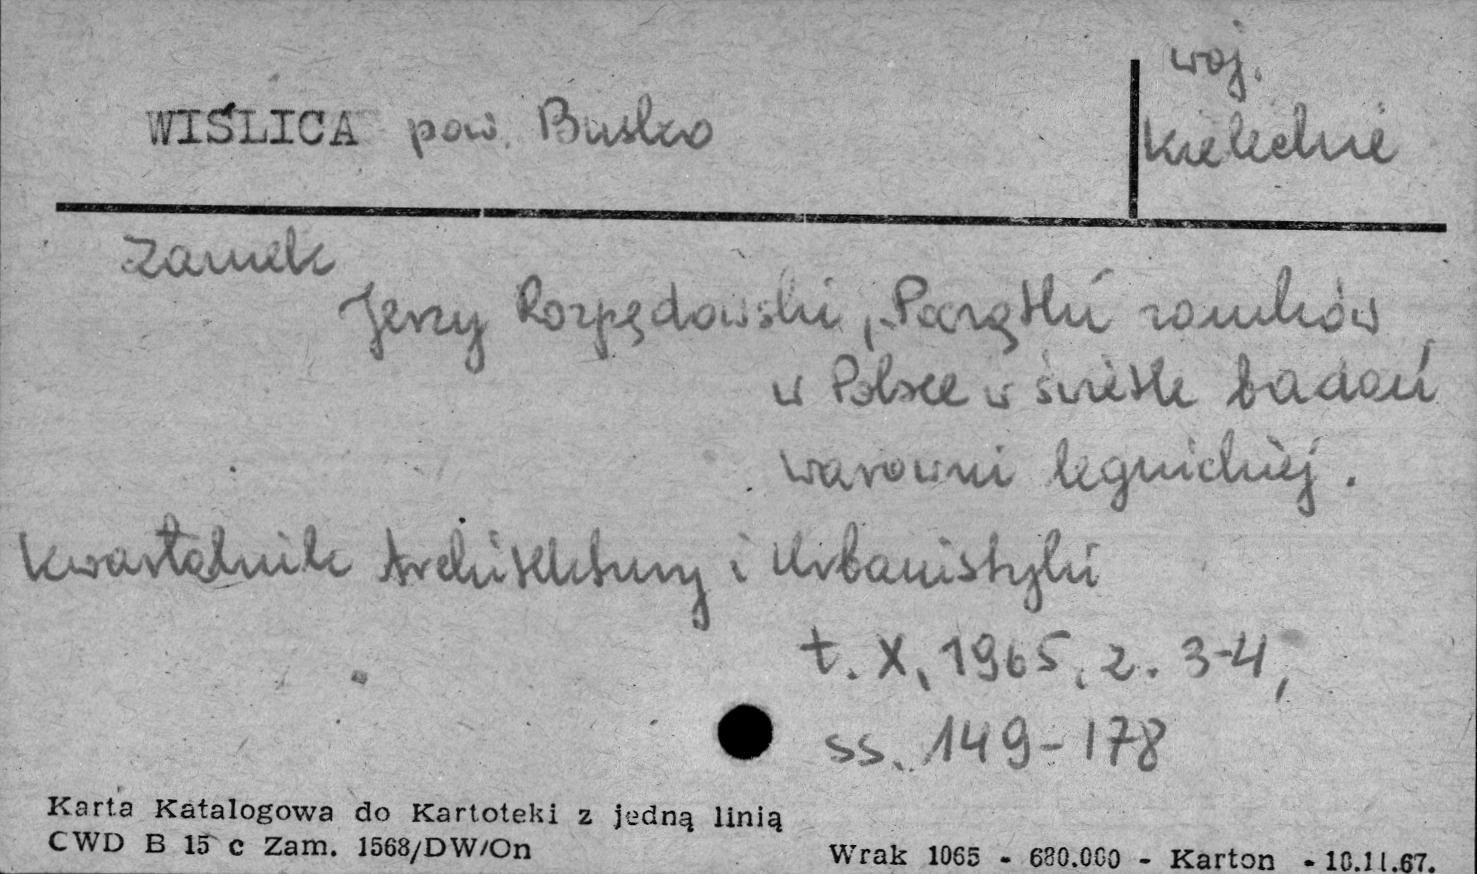 woj.
WIŚLICA pow. Busko
Kieleckie
Zamek
Jerzy Rozpędowski, "Początki zamków
w Polsce w świetle badań
warowni legnickiej.
Kwartalnik Architektury i Urbanistyki
t. X, 1965, z. 3-4,
ss. 149-178
Karta Katalogowa do Kartoteki z jedną linią
CWD B 15 c Zam. 1568/DW/On
Wrak 1065 - 680.000 - Karton - 10.11.67.